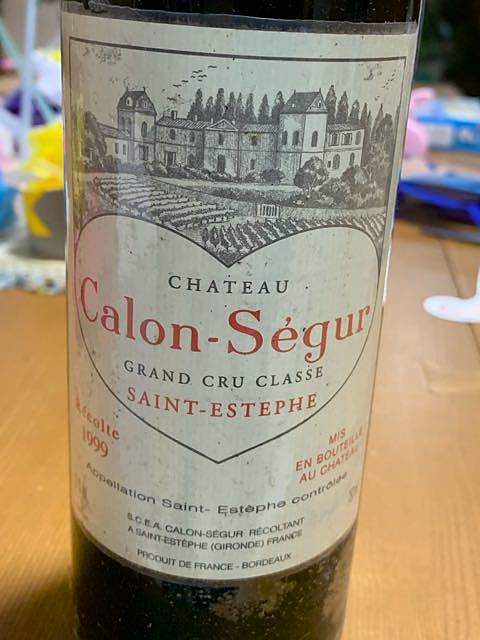 CHATEAU
Calon-Ségur
GRAND CRU CLASSE
SAINT-ESTEPHE
Récolte
1999
MIS
EN BOUTEILLE
AU CHATEAU
Appellation Saint-Estèphe contrôlée
S.C.E.A. CALON-SÉGUR RÉCOLTANT
A SAINT-ESTÈPHE (GIRONDE) FRANCE
PRODUIT DE FRANCE - BORDEAUX